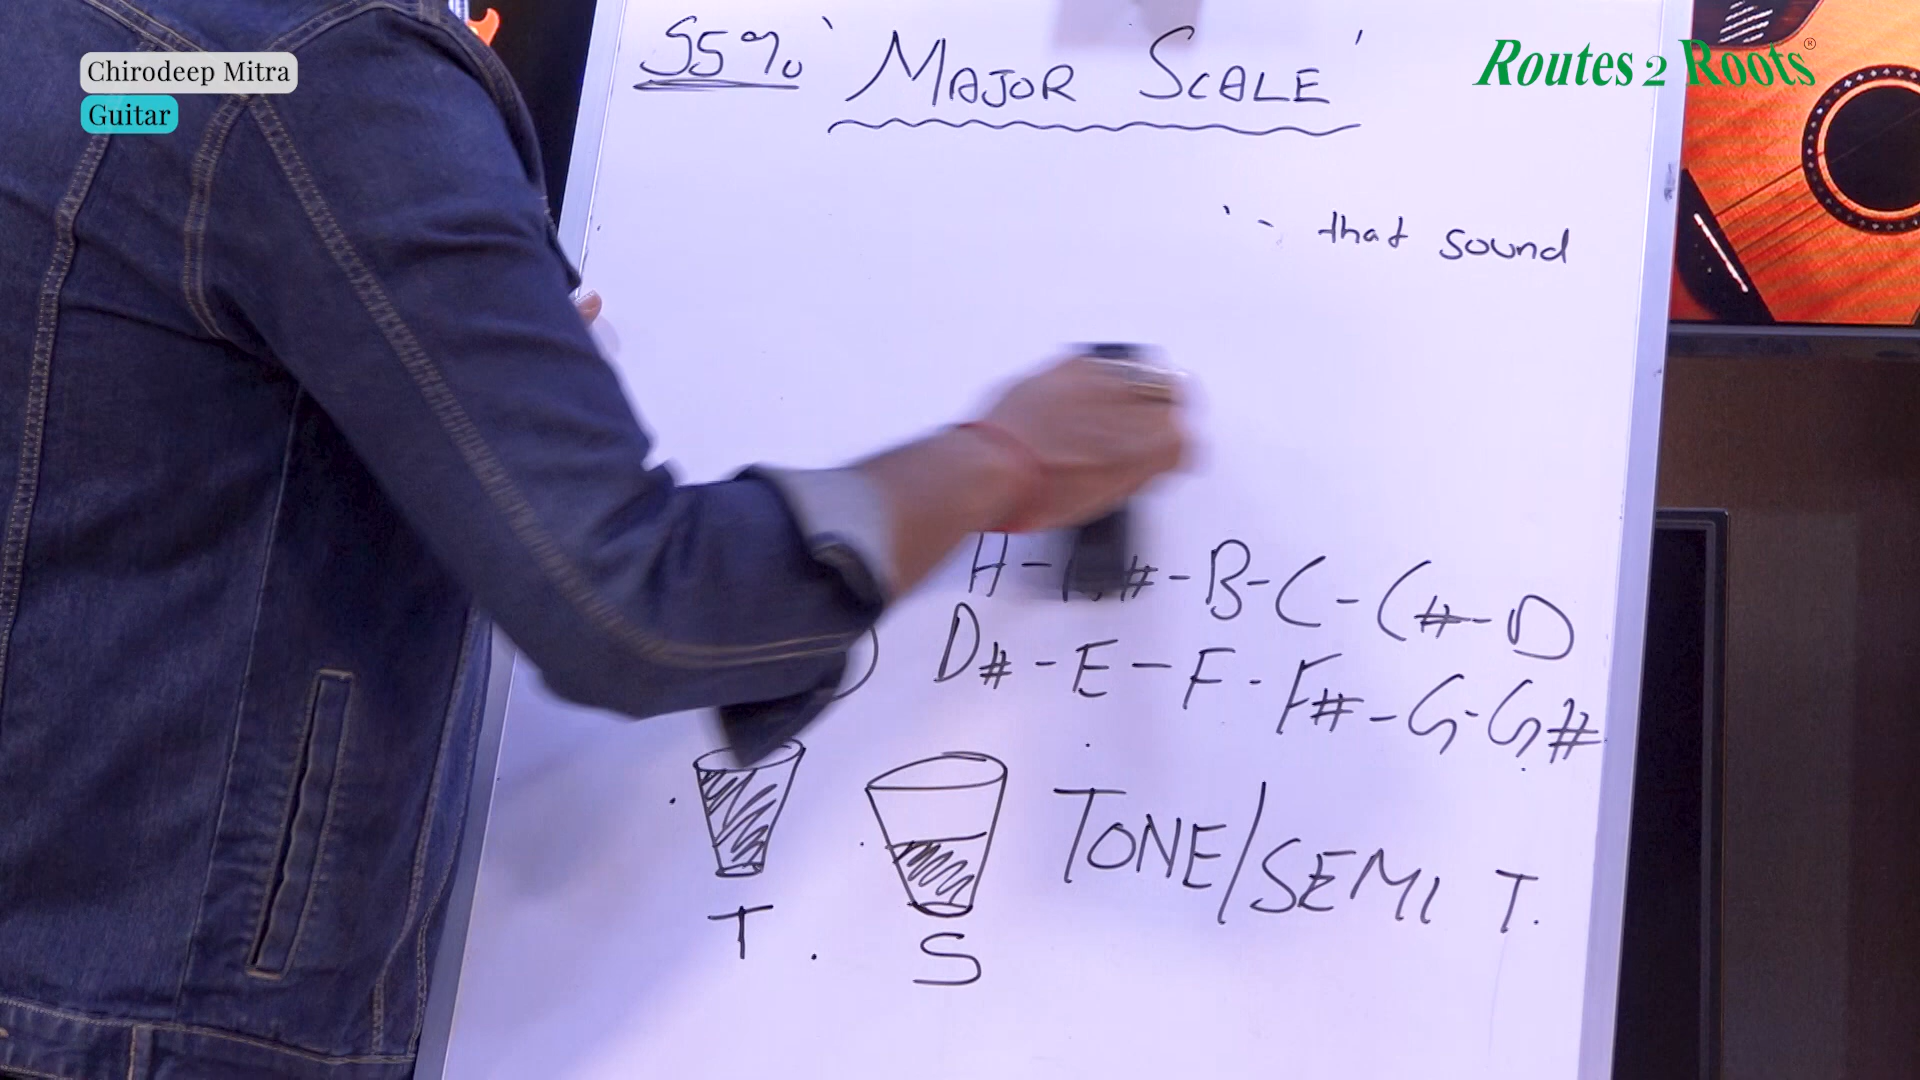 Chirodeep Mitra
Guitar
Routes 2 Roots®
55% 'MAJOR SCALE'
that sound
A - # - B - C - C# - D
D# - E - F - F# - G - G#
TONE/SEMI T.
T. S